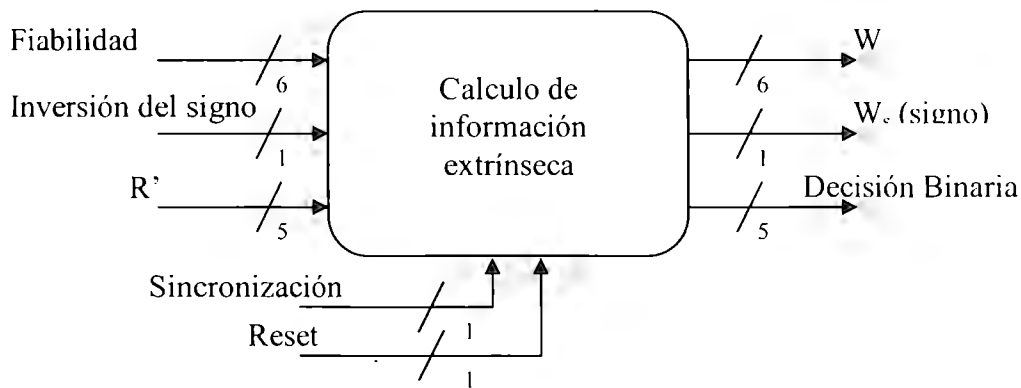 Fiabilidad
6
Inversión del signo
1
R'
5
Calculo de
información
extrínseca
W
6
Wₛ (signo)
1
Decisión Binaria
5
Sincronización
1
Reset
1